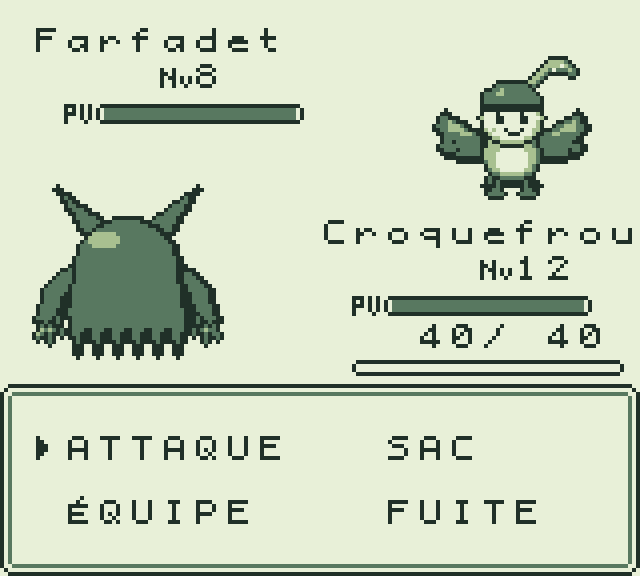 Farfadet
Nv8
PV
Croquefrou
Nv12
PV
40/ 40
ATTAQUE SAC
ÉQUIPE FUITE